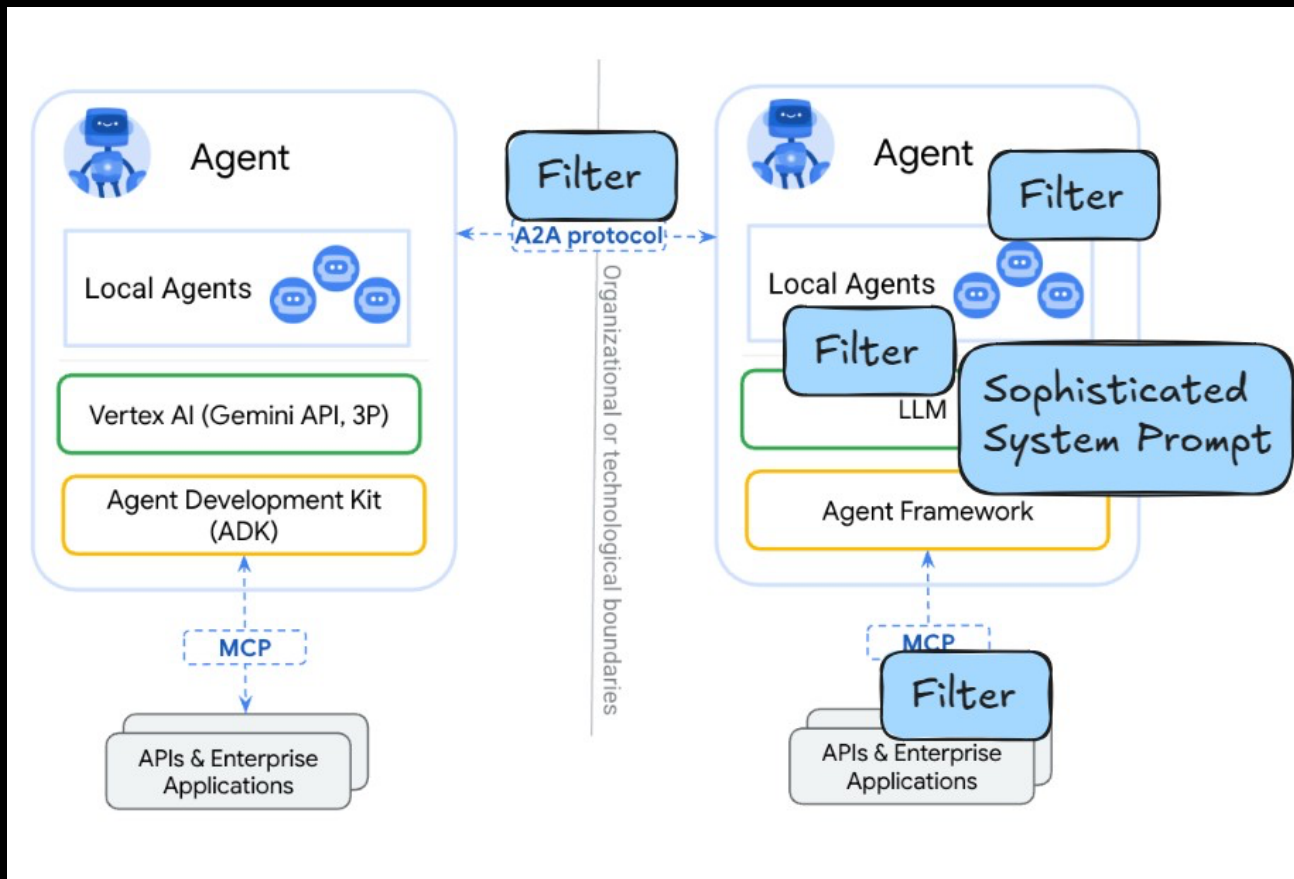 Agent
Local Agents
Vertex AI (Gemini API, 3P)
Agent Development Kit
(ADK)
MCP
APIs & Enterprise
Applications
Filter
A2A protocol
Organizational or technological boundaries
Agent
Filter
Local Agents
Filter
LLM
Sophisticated
System Prompt
Agent Framework
MCP
Filter
APIs & Enterprise
Applications